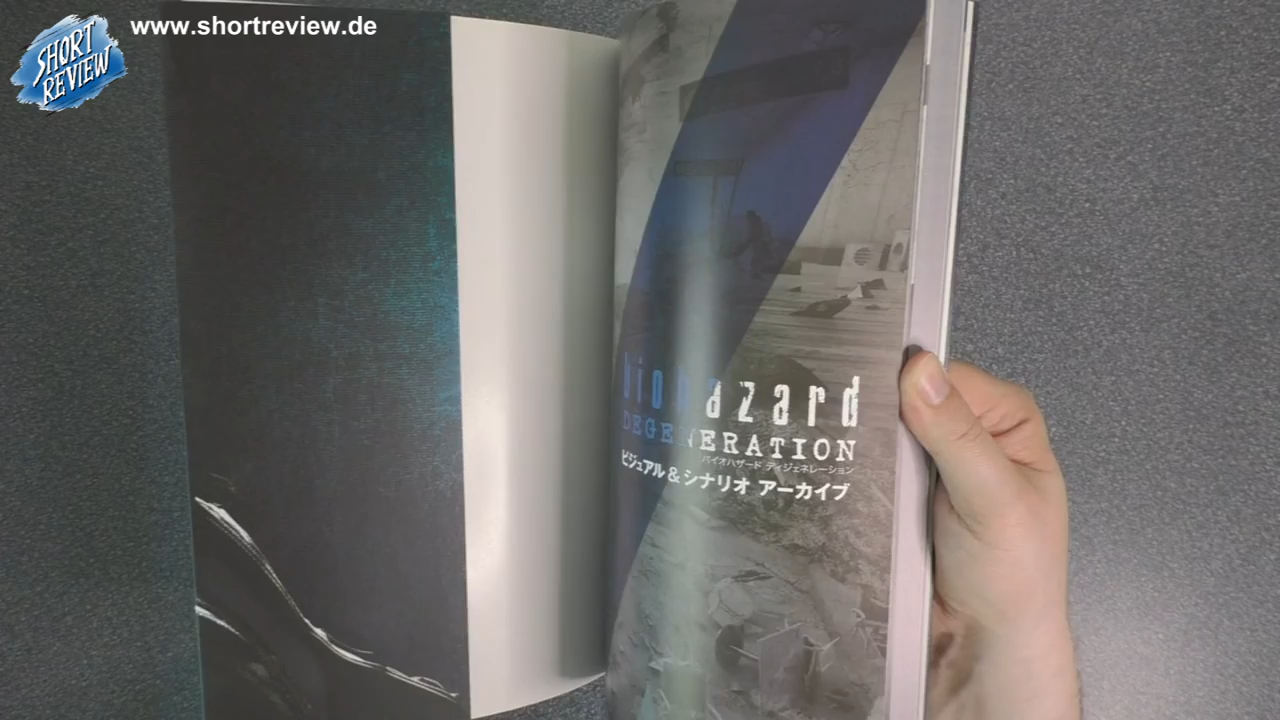 SHORT
REVIEW
www.shortreview.de
biohazard
DEGENERATION
バイオハザード ディジェネレーション
ビジュアル&シナリオ アーカイブ